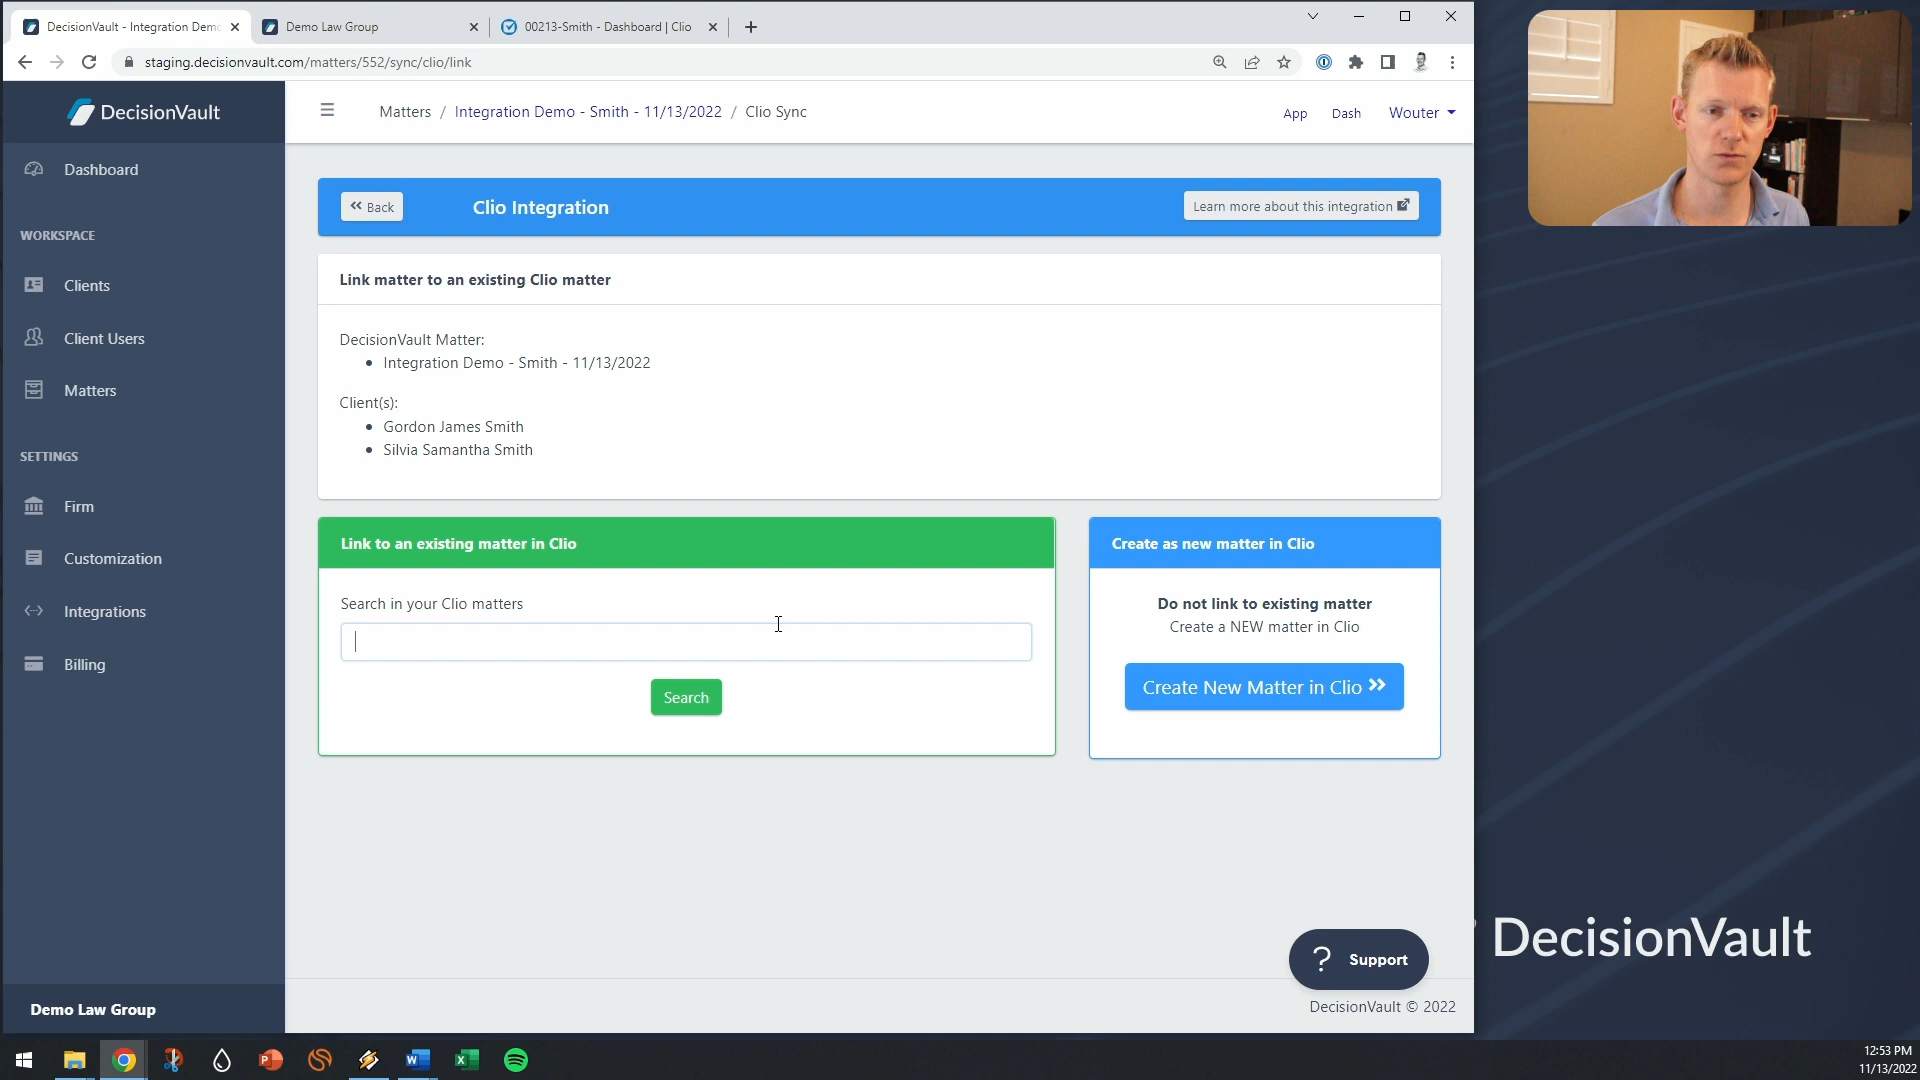 DecisionVault - Integration Demo
Demo Law Group
00213-Smith - Dashboard | Clio
staging.decisionvault.com/matters/552/sync/clio/link
DecisionVault
Matters / Integration Demo - Smith - 11/13/2022 / Clio Sync
App
Dash
Wouter
Dashboard
WORKSPACE
Clients
Client Users
Matters
SETTINGS
Firm
Customization
Integrations
Billing
Demo Law Group
Back
Clio Integration
Learn more about this integration
Link matter to an existing Clio matter
DecisionVault Matter:
• Integration Demo - Smith - 11/13/2022
Client(s):
• Gordon James Smith
• Silvia Samantha Smith
Link to an existing matter in Clio
Search in your Clio matters
Search
Create as new matter in Clio
Do not link to existing matter
Create a NEW matter in Clio
Create New Matter in Clio
? Support
DecisionVault © 2022
DecisionVault
12:53 PM
11/13/2022